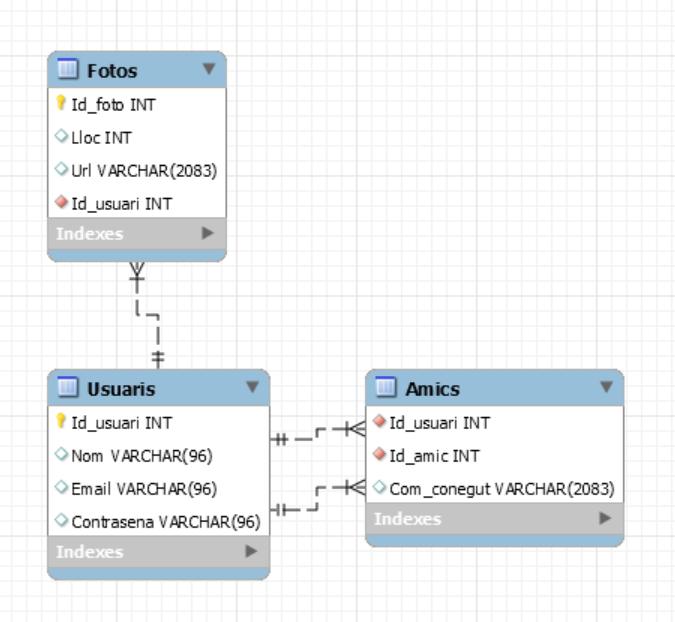 Fotos
Id_foto INT
Lloc INT
Url VARCHAR(2083)
Id_usuari INT
Indexes
Usuaris
Id_usuari INT
Nom VARCHAR(96)
Email VARCHAR(96)
Contrasena VARCHAR(96)
Indexes
Amics
Id_usuari INT
Id_amic INT
Com_conegut VARCHAR(2083)
Indexes